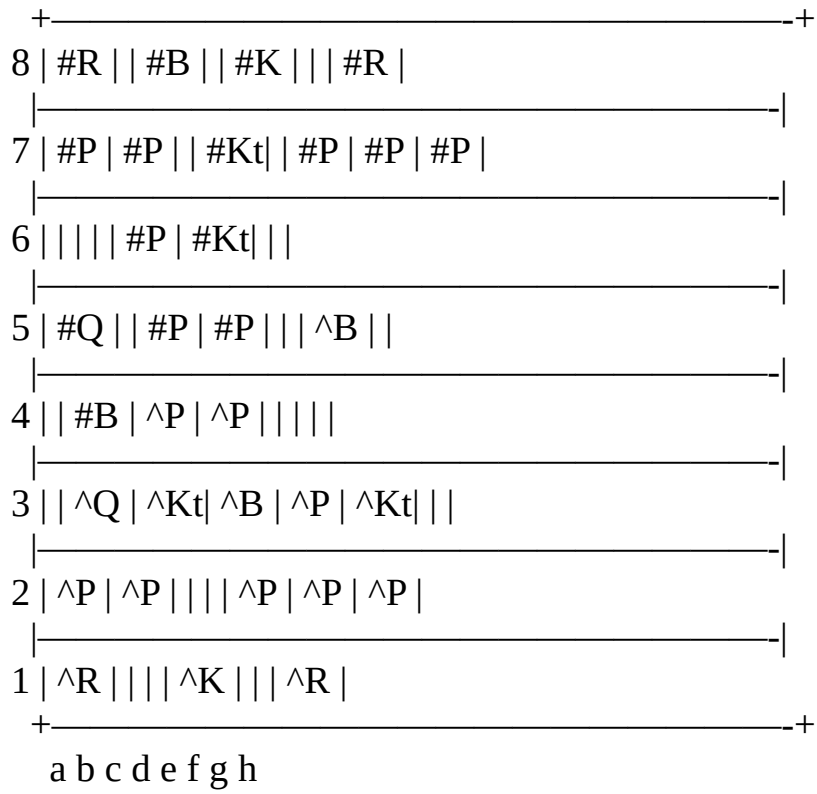 +—————————————————————-+
8 | #R | | #B | | #K | | | #R |
|—————————————————————-|
7 | #P | #P | | #Kt| | #P | #P | #P |
|—————————————————————-|
6 | | | | | #P | #Kt| | |
|—————————————————————-|
5 | #Q | | #P | #P | | | ^B | |
|—————————————————————-|
4 | | #B | ^P | ^P | | | | |
|—————————————————————-|
3 | | ^Q | ^Kt| ^B | ^P | ^Kt| | |
|—————————————————————-|
2 | ^P | ^P | | | | ^P | ^P | ^P |
|—————————————————————-|
1 | ^R | | | | ^K | | | ^R |
+—————————————————————-+
a b c d e f g h